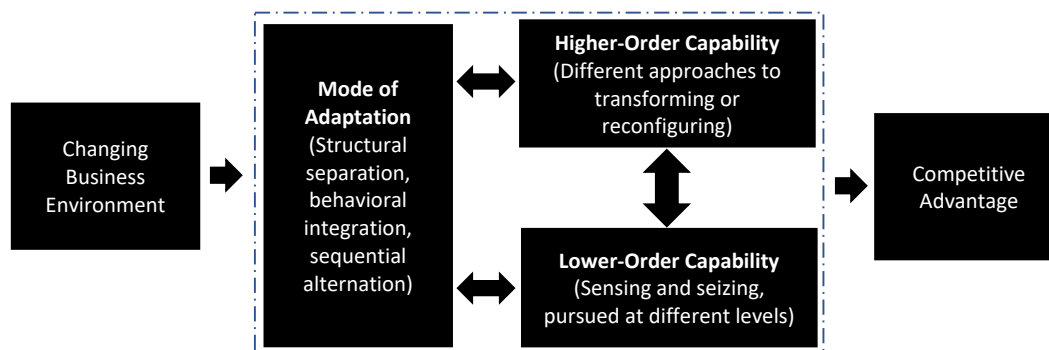 Changing
Business
Environment
Mode of
Adaptation
(Structural
separation,
behavioral
integration,
sequential
alternation)
Higher-Order Capability
(Different approaches to
transforming or
reconfiguring)
Lower-Order Capability
(Sensing and seizing,
pursued at different levels)
Competitive
Advantage